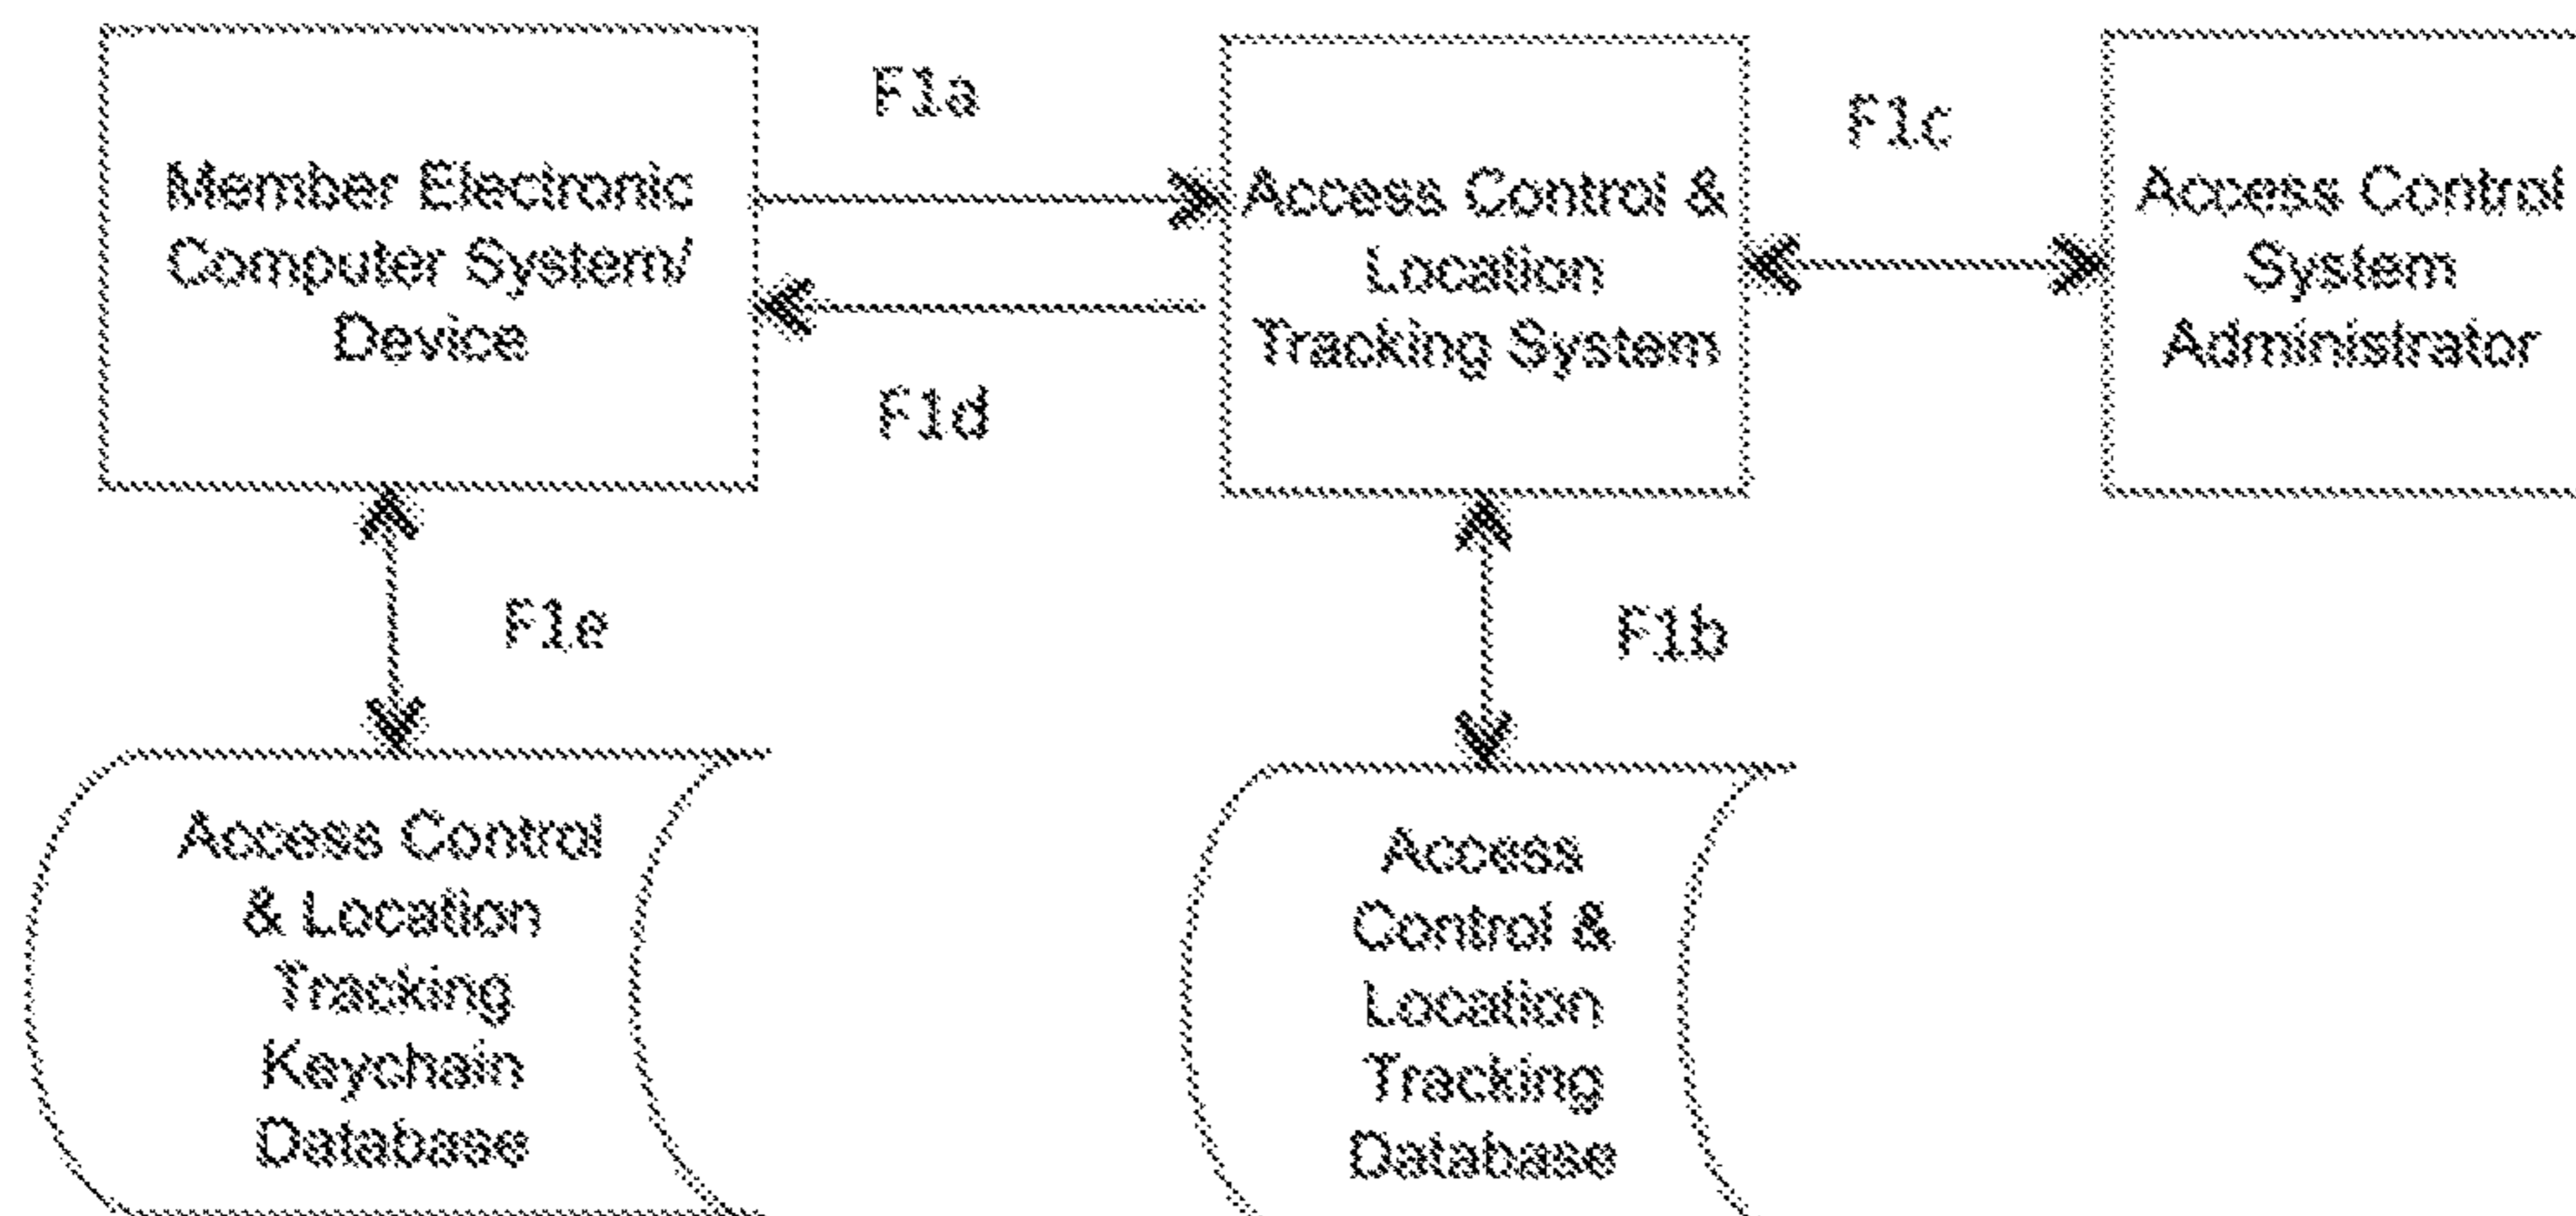 Member Electronic
Computer System/
Device
F1a
F1d
Access Control &
Location
Tracking System
F1c
Access Control
System
Administrator
F1e
F1b
Access Control
& Location
Tracking
Keychain
Database
Access
Control &
Location
Tracking
Database